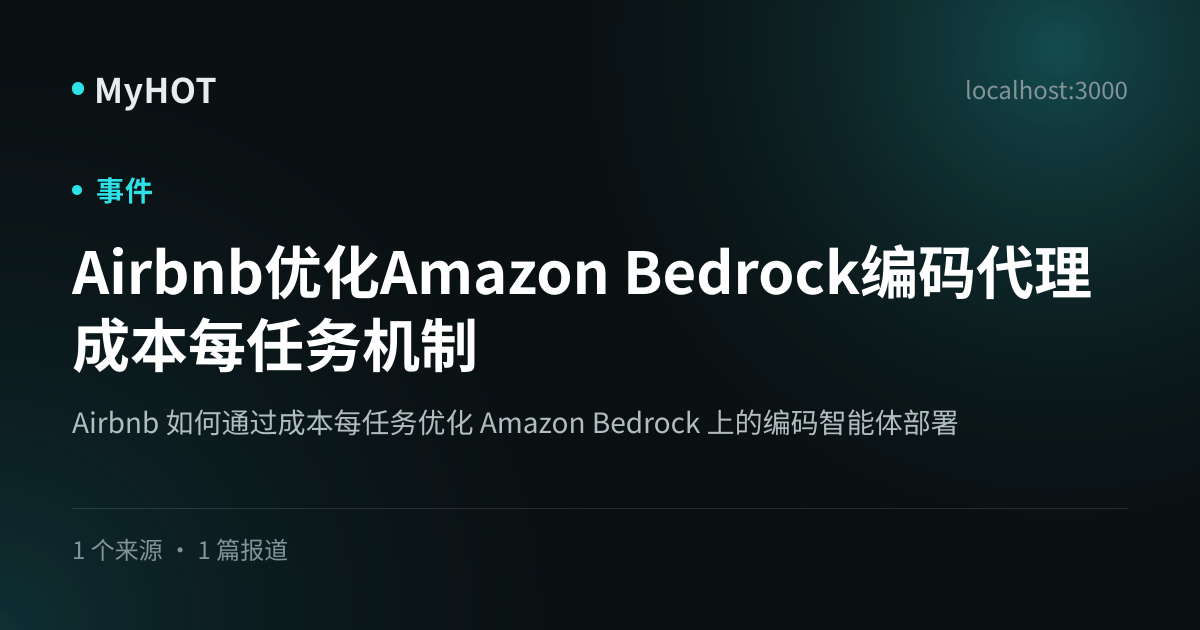 MyHOT
localhost:3000
事件
Airbnb优化Amazon Bedrock编码代理
成本每任务机制
Airbnb 如何通过成本每任务优化 Amazon Bedrock 上的编码智能体部署
1 个来源 · 1 篇报道